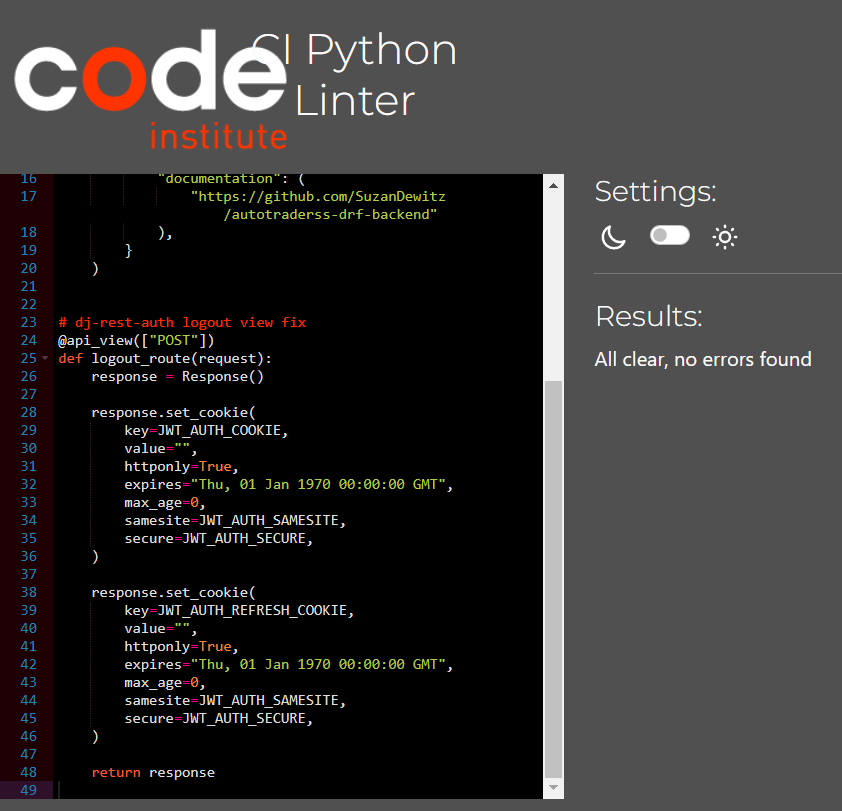 code
institute
CI Python
Linter
16 "documentation": (
17 "https://github.com/SuzanDewitz
/autotraderss-drf-backend"
18 ),
19 }
20 )
21
22
23 # dj-rest-auth logout view fix
24 @api_view(["POST"])
25 def logout_route(request):
26 response = Response()
27
28 response.set_cookie(
29 key=JWT_AUTH_COOKIE,
30 value="",
31 httponly=True,
32 expires="Thu, 01 Jan 1970 00:00:00 GMT",
33 max_age=0,
34 samesite=JWT_AUTH_SAMESITE,
35 secure=JWT_AUTH_SECURE,
36 )
37
38 response.set_cookie(
39 key=JWT_AUTH_REFRESH_COOKIE,
40 value="",
41 httponly=True,
42 expires="Thu, 01 Jan 1970 00:00:00 GMT",
43 max_age=0,
44 samesite=JWT_AUTH_SAMESITE,
45 secure=JWT_AUTH_SECURE,
46 )
47
48 return response
49
Settings:
Results:
All clear, no errors found